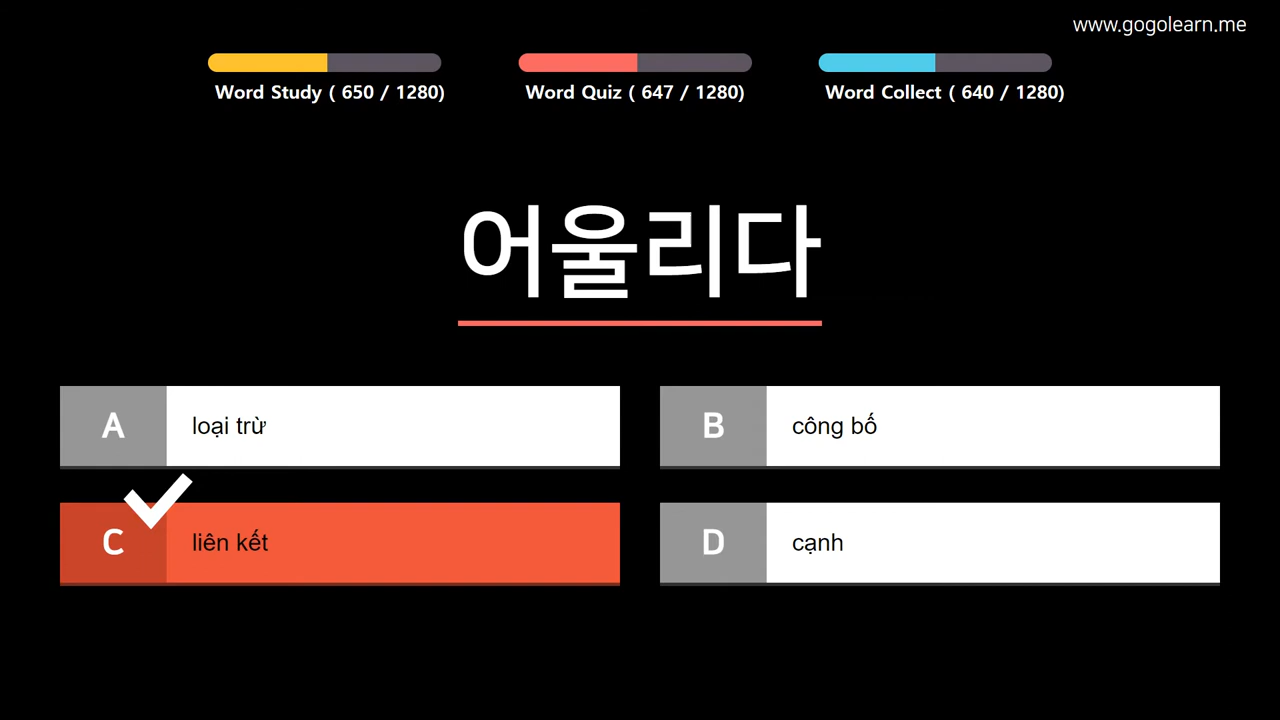 www.gogolearn.me
Word Study ( 650 / 1280)
Word Quiz ( 647 / 1280)
Word Collect ( 640 / 1280)
어울리다
A loại trừ
B công bố
C liên kết
D cạnh